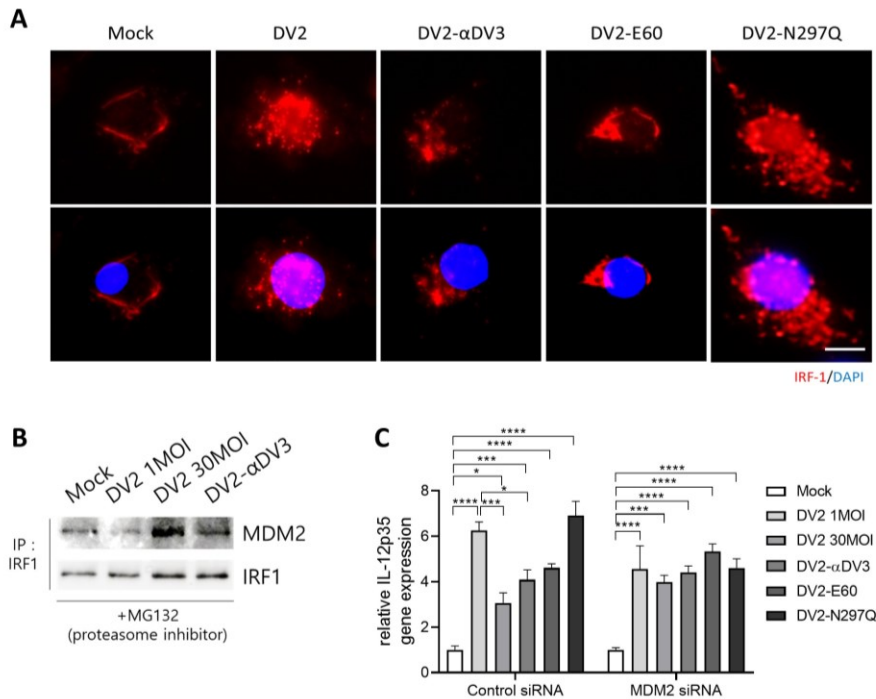 A
Mock
DV2
DV2-αDV3
DV2-E60
DV2-N297Q
IRF-1/DAPI
B
Mock
DV2 1MOI
DV2 30MOI
DV2-αDV3
IP :
IRF1
MDM2
IRF1
+MG132
(proteasome inhibitor)
C
****
****
***
*
*
**** ***
****
****
****
***
****
relative IL-12p35
gene expression
8
6
4
2
0
Control siRNA
MDM2 siRNA
Mock
DV2 1MOI
DV2 30MOI
DV2-αDV3
DV2-E60
DV2-N297Q